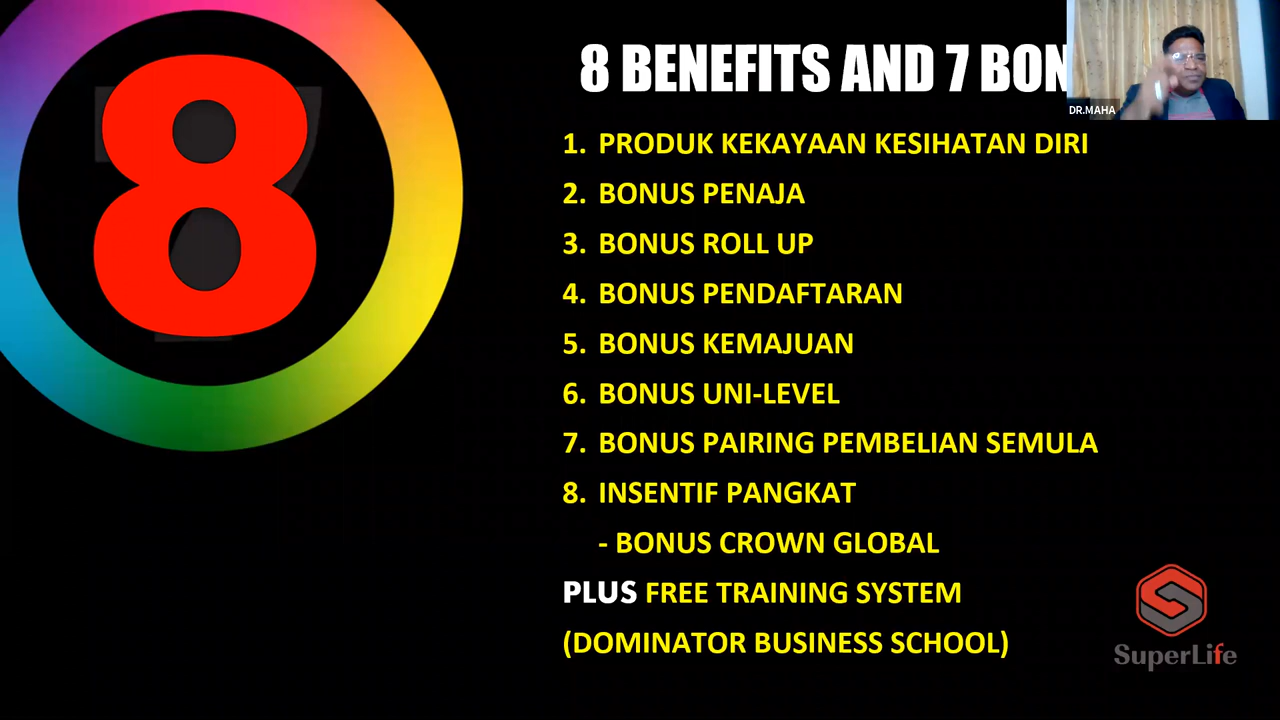 8 BENEFITS AND 7 BON
DR.MAHA
1. PRODUK KEKAYAAN KESIHATAN DIRI
2. BONUS PENAJA
3. BONUS ROLL UP
4. BONUS PENDAFTARAN
5. BONUS KEMAJUAN
6. BONUS UNI-LEVEL
7. BONUS PAIRING PEMBELIAN SEMULA
8. INSENTIF PANGKAT
- BONUS CROWN GLOBAL
PLUS FREE TRAINING SYSTEM
(DOMINATOR BUSINESS SCHOOL)
8
SuperLife